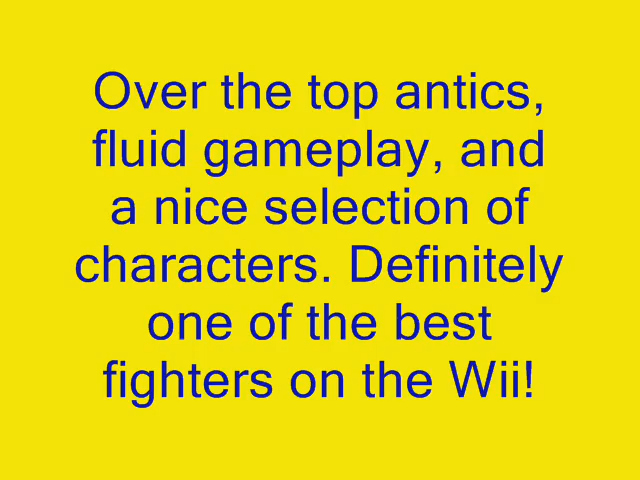 Over the top antics,
fluid gameplay, and
a nice selection of
characters. Definitely
one of the best
fighters on the Wii!